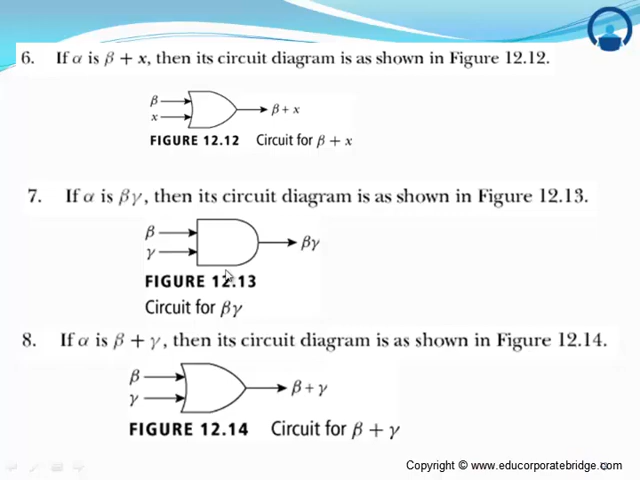 6. If α is β + x, then its circuit diagram is as shown in Figure 12.12.
β
x
β + x
FIGURE 12.12 Circuit for β + x
7. If α is βγ, then its circuit diagram is as shown in Figure 12.13.
β
γ
βγ
FIGURE 12.13
Circuit for βγ
8. If α is β + γ, then its circuit diagram is as shown in Figure 12.14.
β
γ
β + γ
FIGURE 12.14 Circuit for β + γ
Copyright © www.educorporatebridge.com